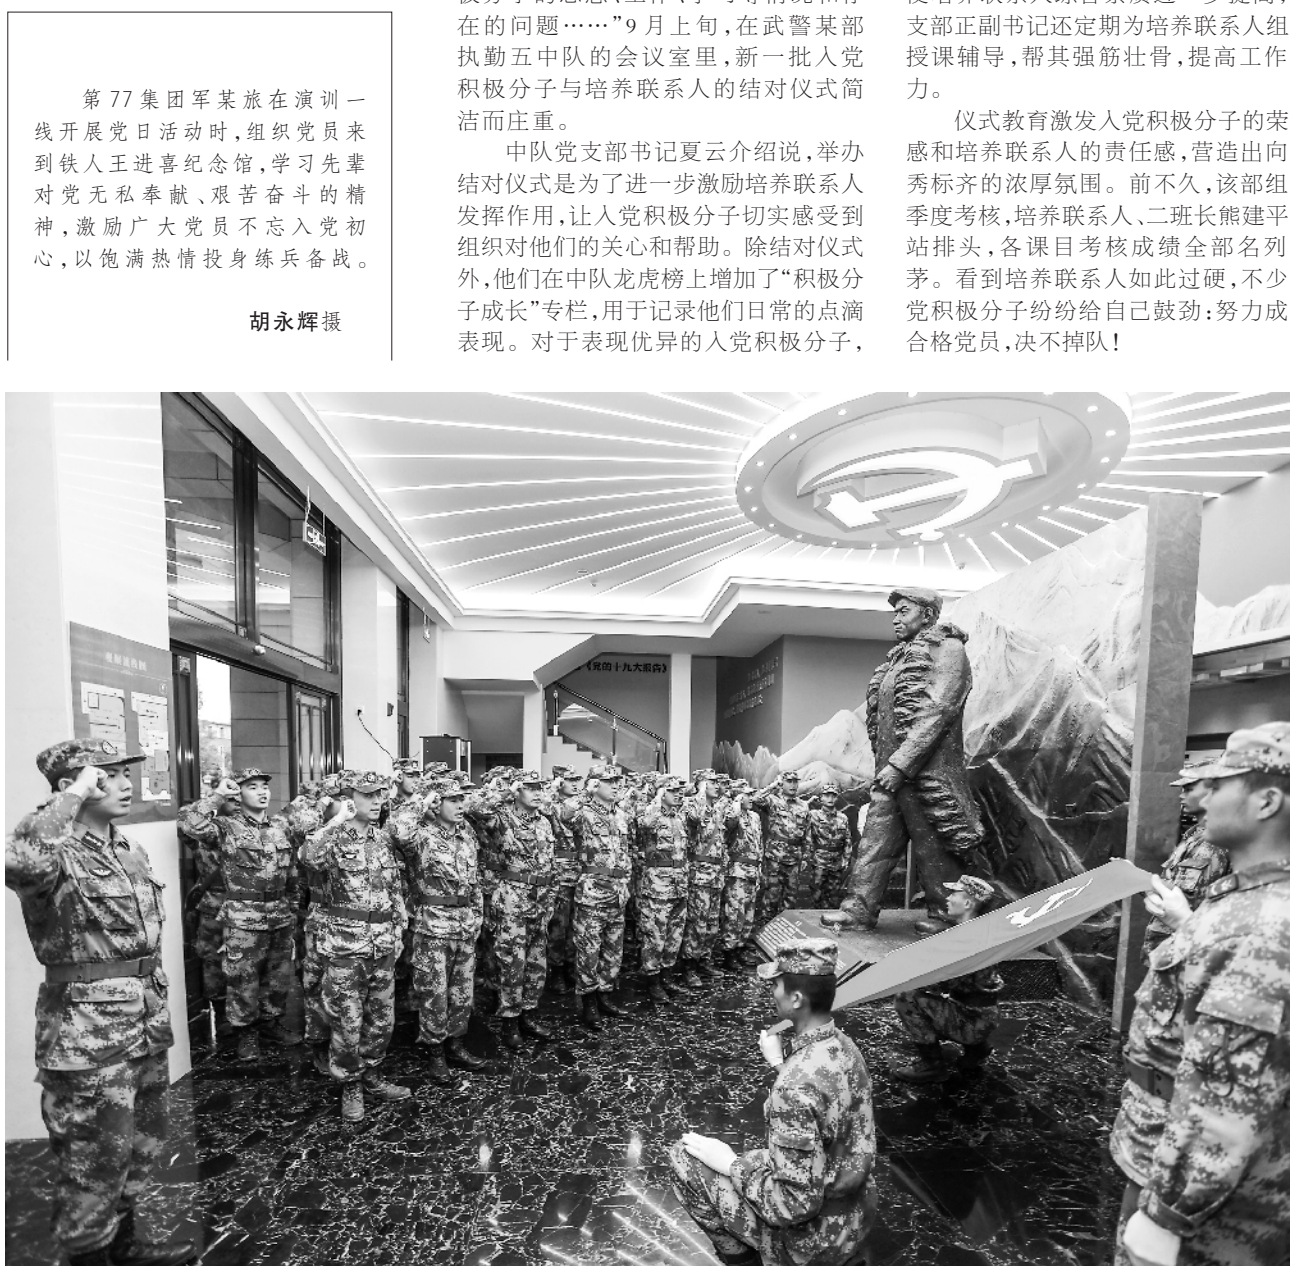 第77集团军某旅在演训一
线开展党日活动时，组织党员来
到铁人王进喜纪念馆，学习先辈
对党无私奉献、艰苦奋斗的精
神，激励广大党员不忘入党初
心，以饱满热情投身练兵备战。
胡永辉摄
在的问题……”9月上旬，在武警某部
执勤五中队的会议室里，新一批入党
积极分子与培养联系人的结对仪式简
洁而庄重。
中队党支部书记夏云介绍说，举办
结对仪式是为了进一步激励培养联系人
发挥作用，让入党积极分子切实感受到
组织对他们的关心和帮助。除结对仪式
外，他们在中队龙虎榜上增加了“积极分
子成长”专栏，用于记录他们日常的点滴
表现。对于表现优异的入党积极分子，
支部正副书记还定期为培养联系人组
授课辅导，帮其强筋壮骨，提高工作
力。
仪式教育激发入党积极分子的荣
感和培养联系人的责任感，营造出向
秀标齐的浓厚氛围。前不久，该部组
季度考核，培养联系人、二班长熊建平
站排头，各课目考核成绩全部名列
茅。看到培养联系人如此过硬，不少
党积极分子纷纷给自己鼓劲：努力成
合格党员，决不掉队！
《党的十九大报告》